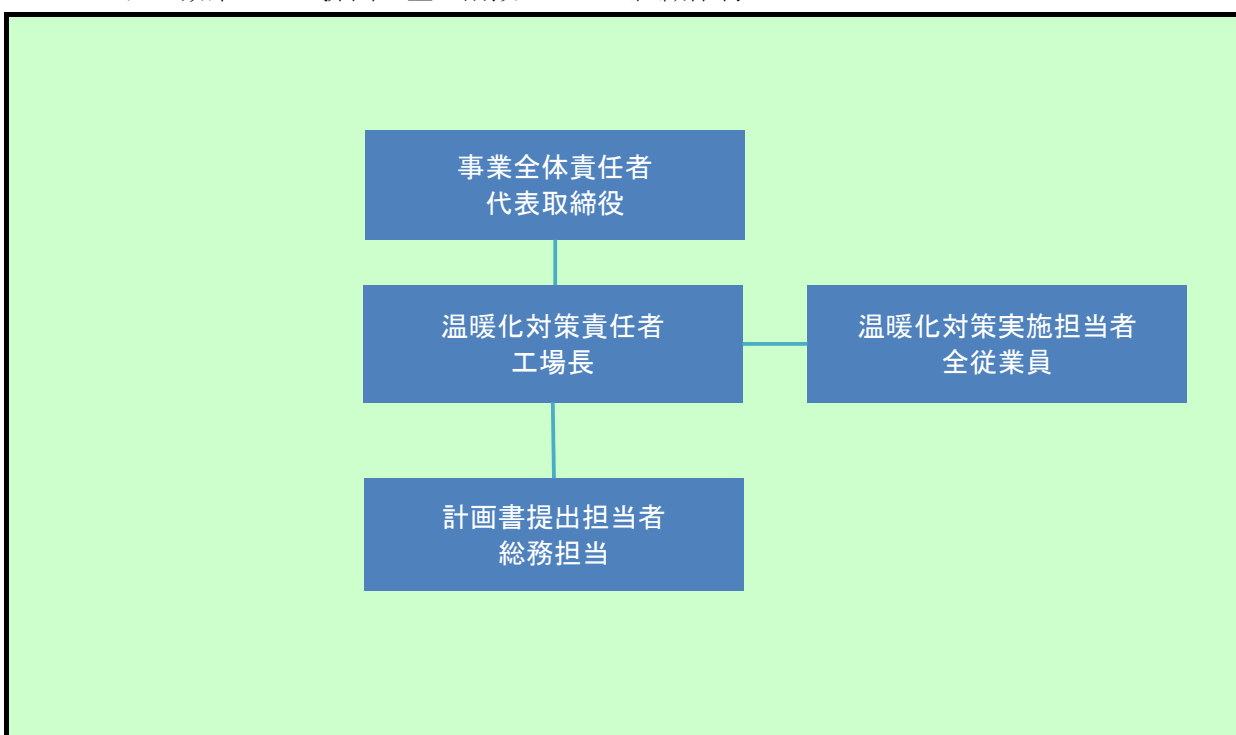 事業全体責任者
代表取締役
温暖化対策責任者
工場長
温暖化対策実施担当者
全従業員
計画書提出担当者
総務担当